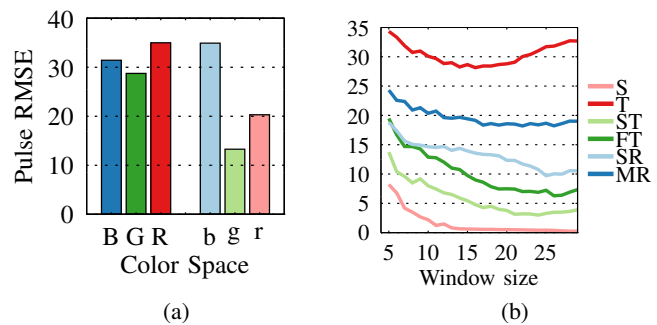 40
30
20
10
0
Pulse RMSE
B G R b g r
Color Space
(a)
35
30
25
20
15
10
5
0
5 10 15 20 25
Window size
S
T
ST
FT
SR
MR
(b)